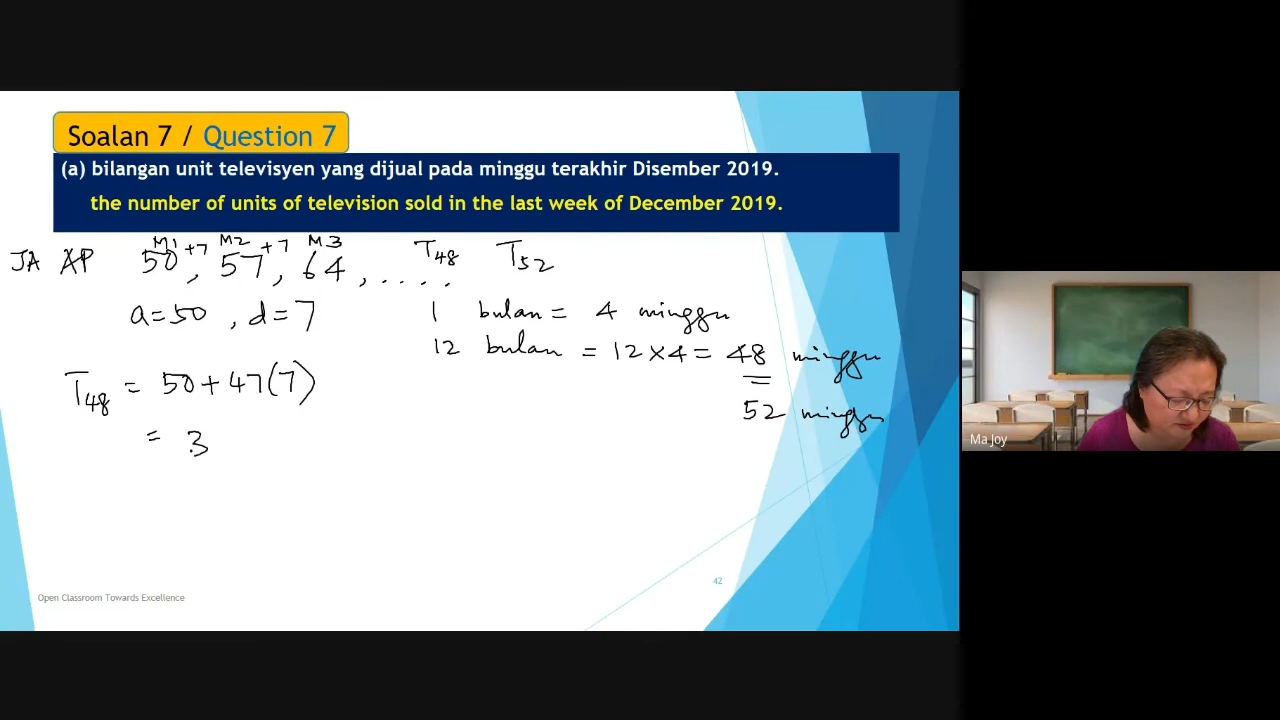 Soalan 7 / Question 7
(a) bilangan unit televisyen yang dijual pada minggu terakhir Disember 2019.
the number of units of television sold in the last week of December 2019.
M1 +7 M2 +7 M3
JA AP 50, 57, 64, ..... T48 T52
a=50, d=7
1 bulan = 4 minggu
12 bulan = 12×4 = 48 minggu
52 minggu
T48 = 50+47(7)
= 3
42
Open Classroom Towards Excellence
Ma Joy